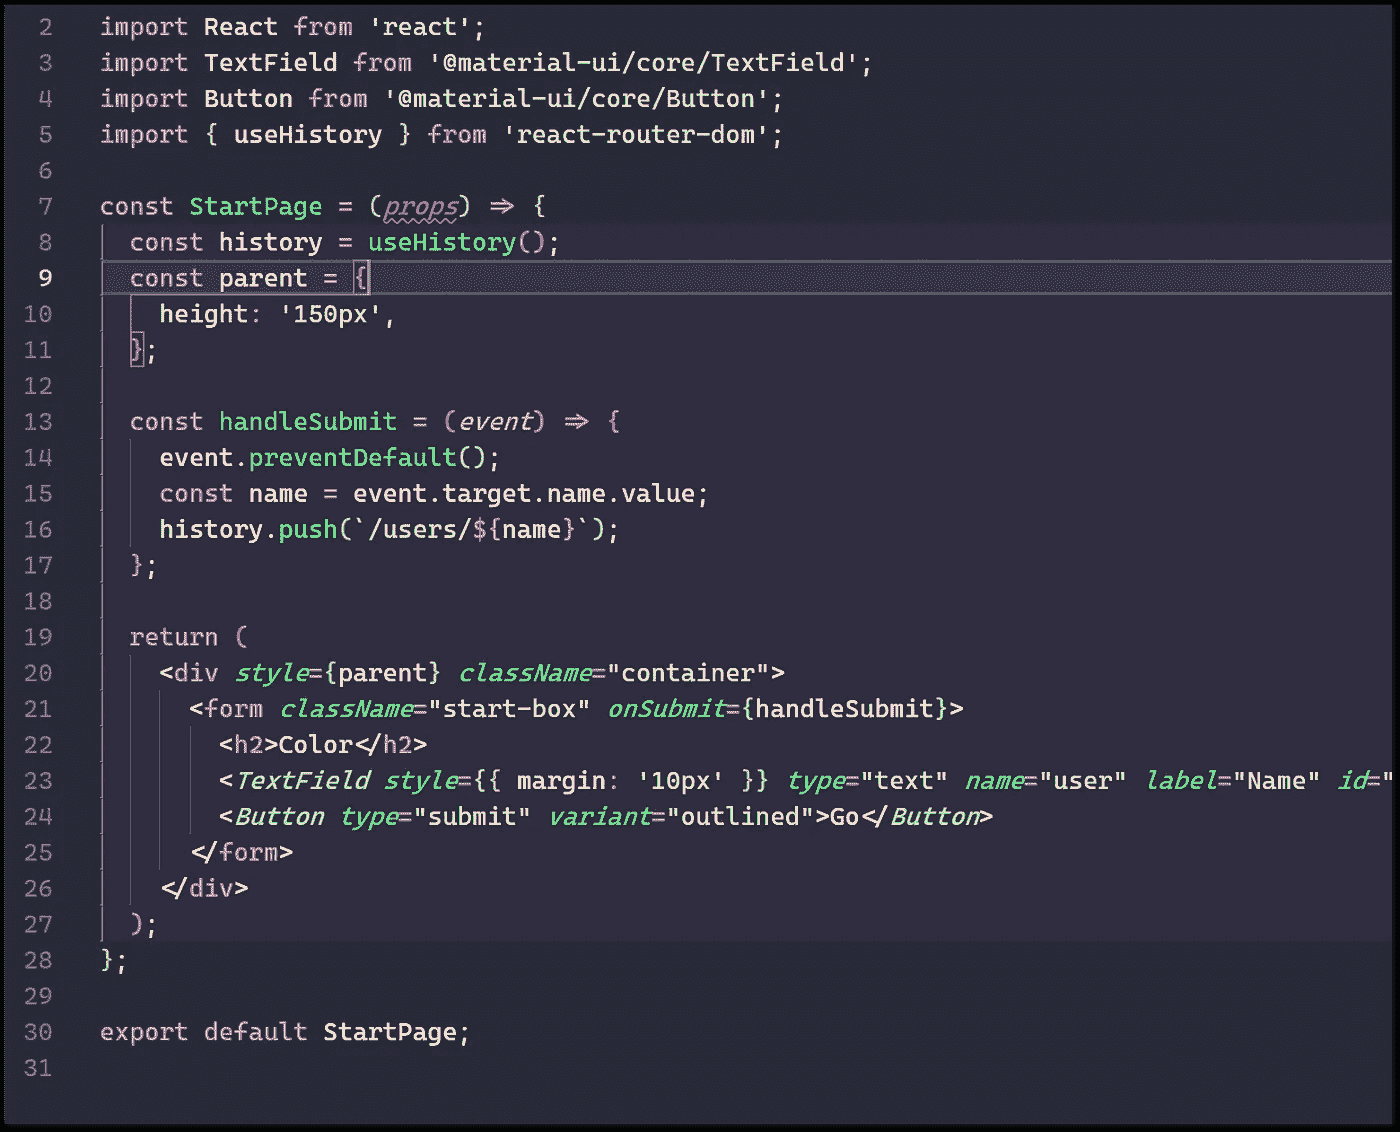 2 import React from 'react';
3 import TextField from '@material-ui/core/TextField';
4 import Button from '@material-ui/core/Button';
5 import { useHistory } from 'react-router-dom';
6
7 const StartPage = (props) => {
8 const history = useHistory();
9 const parent = {
10 height: '150px',
11 };
12
13 const handleSubmit = (event) => {
14 event.preventDefault();
15 const name = event.target.name.value;
16 history.push(`/users/${name}`);
17 };
18
19 return (
20 <div style={parent} className="container">
21 <form className="start-box" onSubmit={handleSubmit}>
22 <h2>Color</h2>
23 <TextField style={{ margin: '10px' }} type="text" name="user" label="Name" id="
24 <Button type="submit" variant="outlined">Go</Button>
25 </form>
26 </div>
27 );
28 };
29
30 export default StartPage;
31